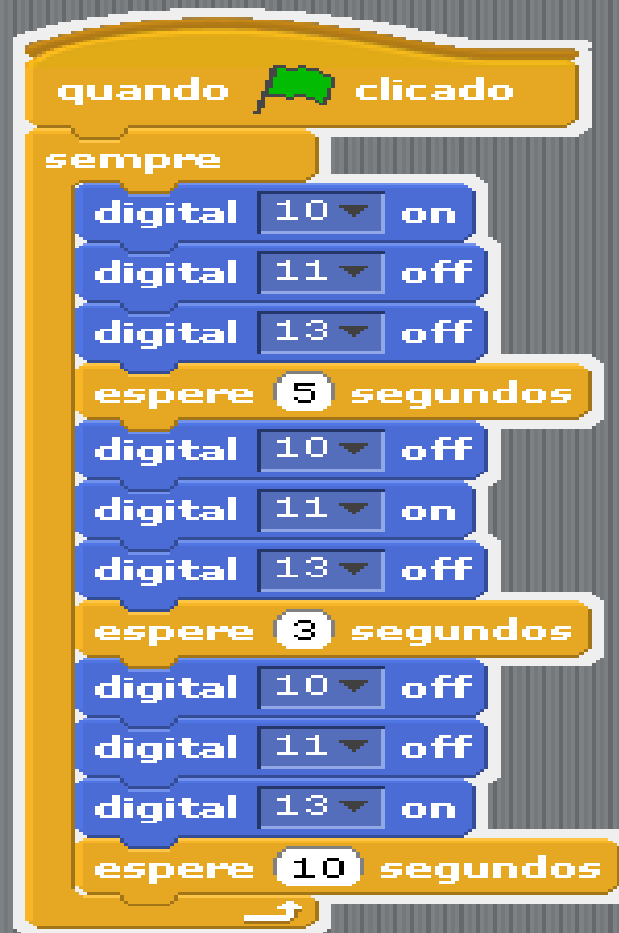 quando clicado
sempre
digital 10 on
digital 11 off
digital 13 off
espere 5 segundos
digital 10 off
digital 11 on
digital 13 off
espere 3 segundos
digital 10 off
digital 11 off
digital 13 on
espere 10 segundos